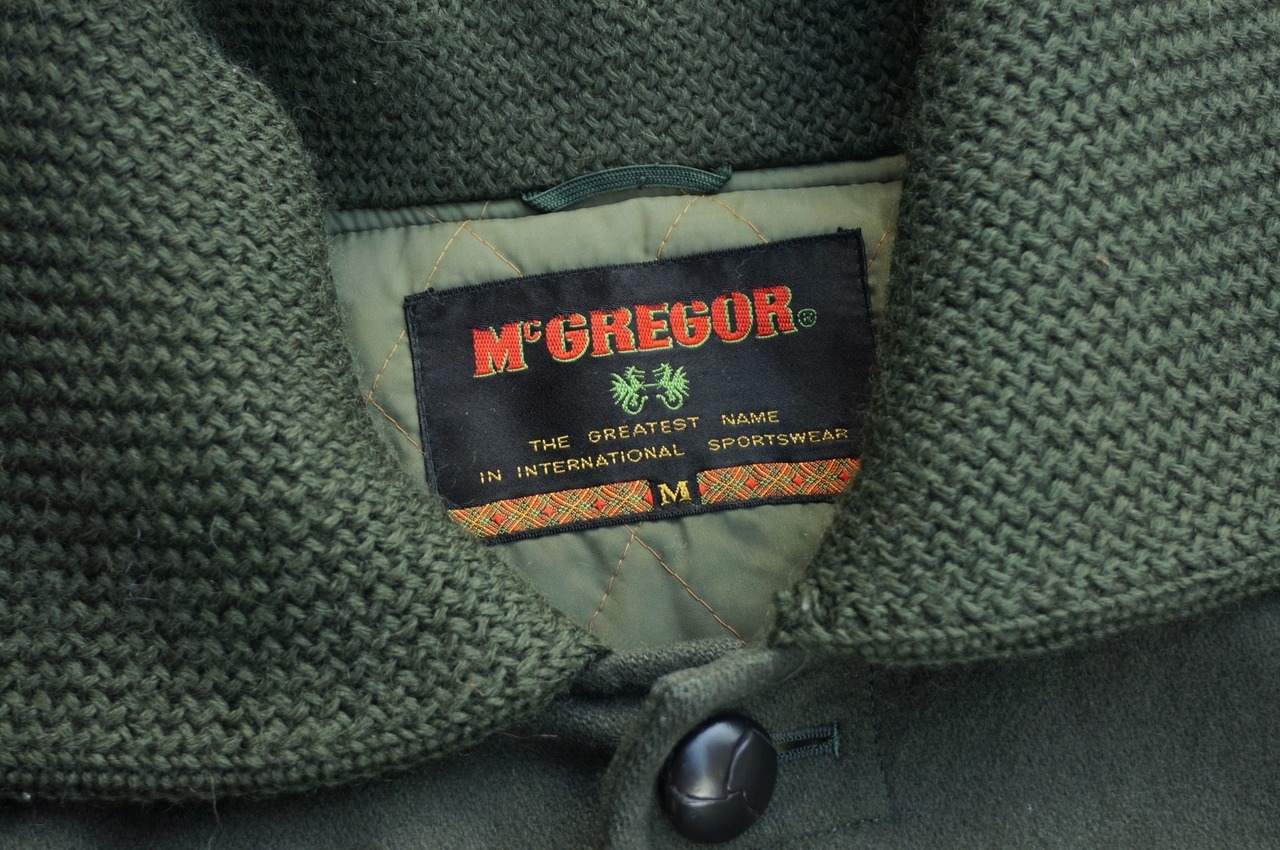 McGREGOR®
THE GREATEST NAME
IN INTERNATIONAL SPORTSWEAR
M